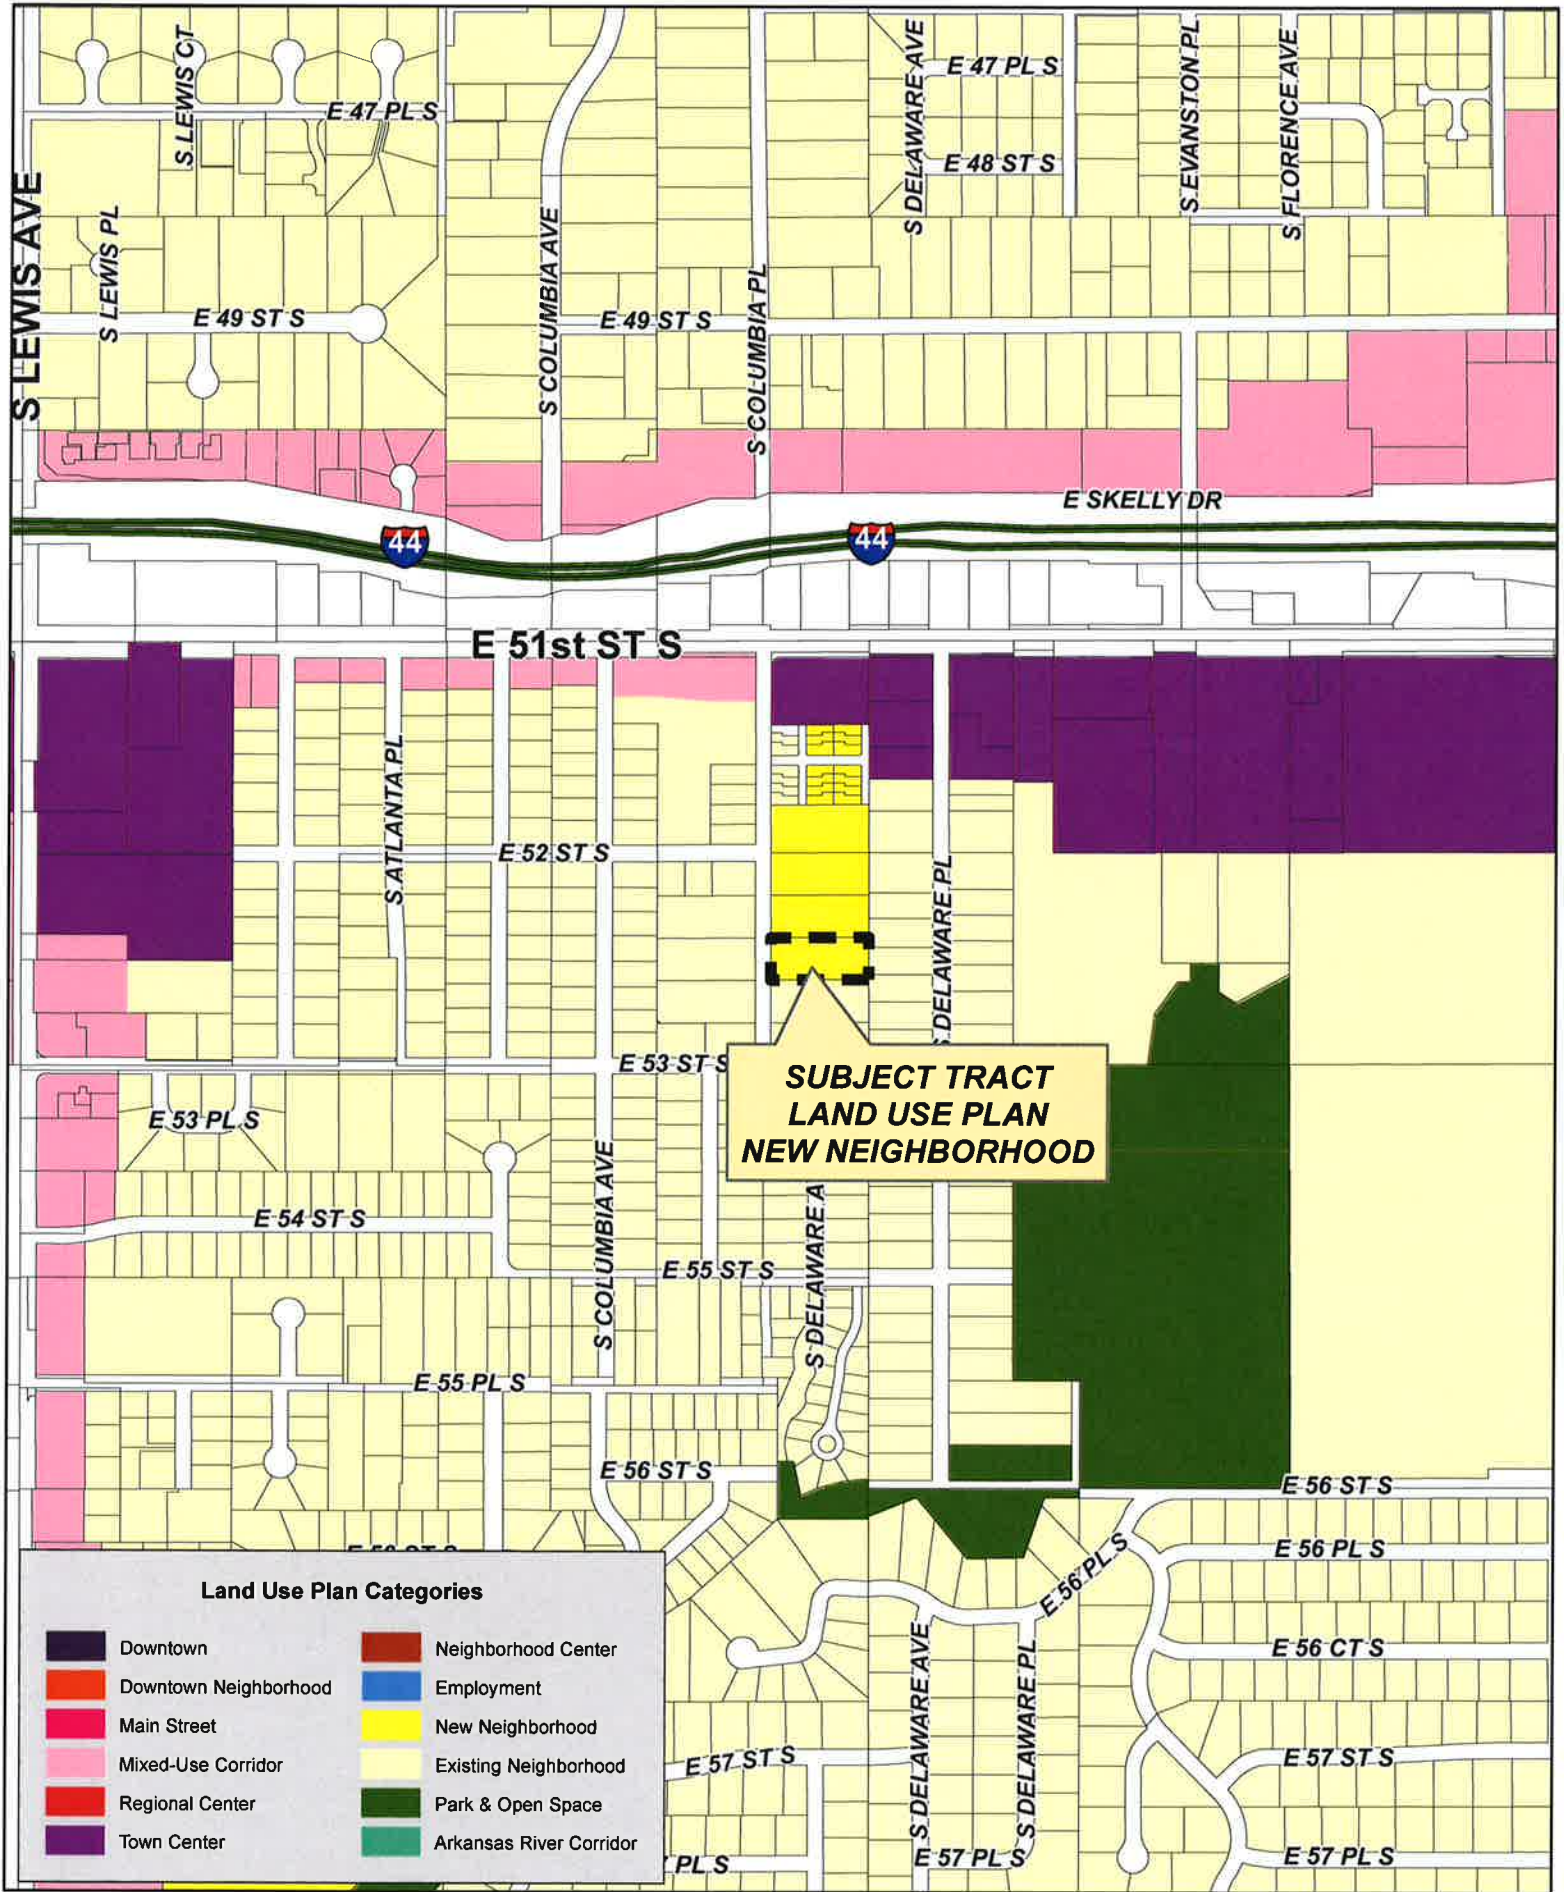 S LEWIS CT
E 47 PL S
S DELAWARE AVE
E 47 PL S
E 48 ST S
S EVANSTON PL
S FLORENCE AVE
S LEWIS AVE
S LEWIS PL
E 49 ST S
S COLUMBIA AVE
E 49 ST S
S COLUMBIA PL
E SKELLY DR
44
44
E 51st ST S
S ATLANTA PL
E 52 ST S
S DELAWARE PL
E 53 ST S
SUBJECT TRACT
LAND USE PLAN
NEW NEIGHBORHOOD
E 53 PL S
E 54 ST S
S COLUMBIA AVE
E 55 ST S
S DELAWARE A
E 55 PL S
E 56 ST S
E 56 ST S
E 56 PL S
E 56 PL S
E 56 CT S
S DELAWARE AVE
S DELAWARE PL
E 57 ST S
E 57 ST S
PL S
E 57 PL S
E 57 PL S
Land Use Plan Categories
Downtown
Downtown Neighborhood
Main Street
Mixed-Use Corridor
Regional Center
Town Center
Neighborhood Center
Employment
New Neighborhood
Existing Neighborhood
Park & Open Space
Arkansas River Corridor